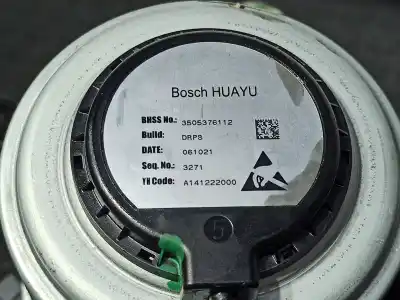 Bosch HUAYU
BHSS No.: 3505376112
Build: DRPS
DATE: 061021
Seq. No.: 3271
YH Code: A141222000
5